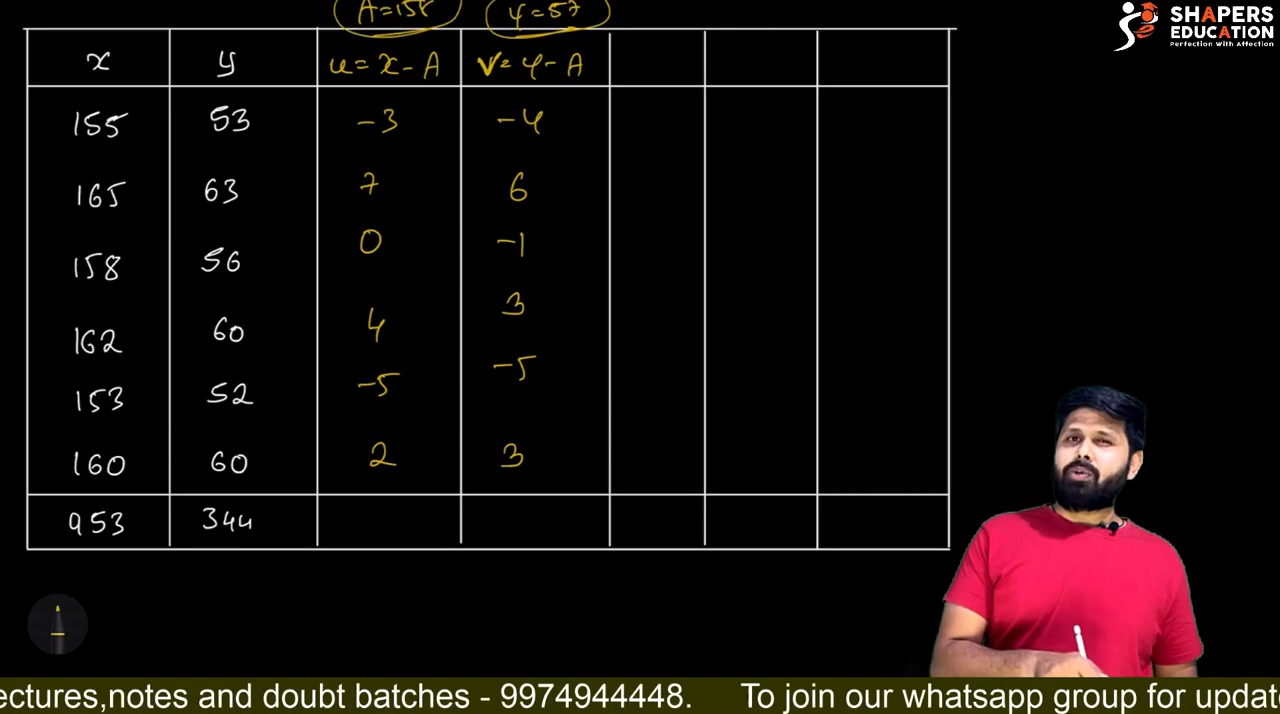 A=158 y=57
SHAPERS
EDUCATION
Perfection With Affection
x y u= x-A v= y-A
155 53 -3 -4
165 63 7 6
158 56 0 -1
162 60 4 3
153 52 -5 -5
160 60 2 3
953 344
ectures,notes and doubt batches - 9974944448. To join our whatsapp group for updat